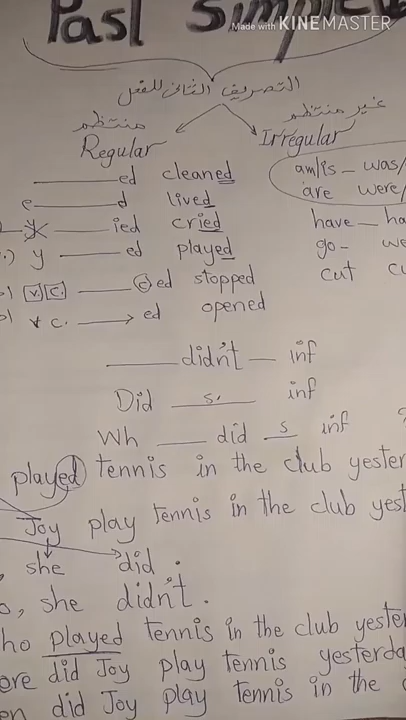 Past Simple
Made with KINEMASTER
التصريف الثانى للفعل
منتظم
غير منتظم
Regular
Irregular
ed cleaned
am/is – was/
are were/
e d lived
y ied cried
have – ha
y ed played
go – we
v. c. c ed stopped
cut cu
v c. ed opened
didn't – inf
Did s. inf
Wh did s inf
played tennis in the club yester
Joy play tennis in the club yest
, she did .
o, she didn't .
ho played tennis in the club yester
ere did Joy play tennis yesterda
en did Joy play tennis in the c